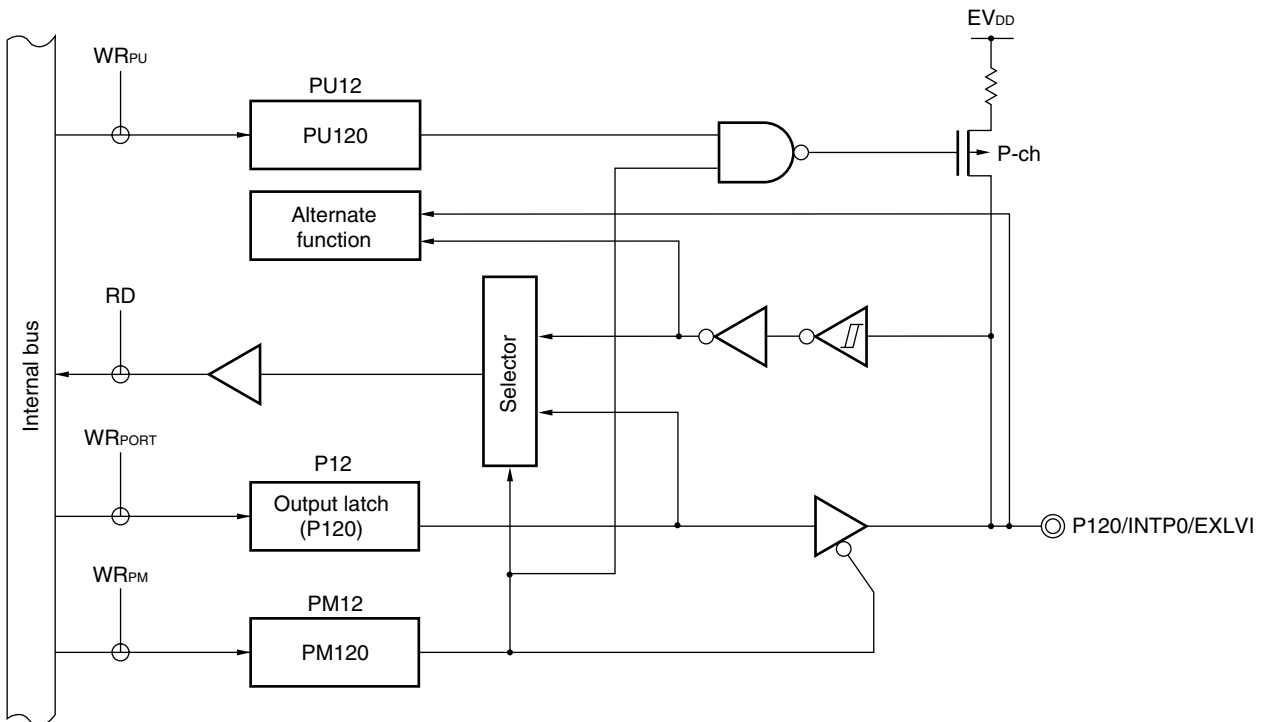 EVDD
WRPU
PU12
PU120
P-ch
Alternate
function
RD
Internal bus
Selector
WRPORT
P12
Output latch
(P120)
P120/INTP0/EXLVI
WRPM
PM12
PM120